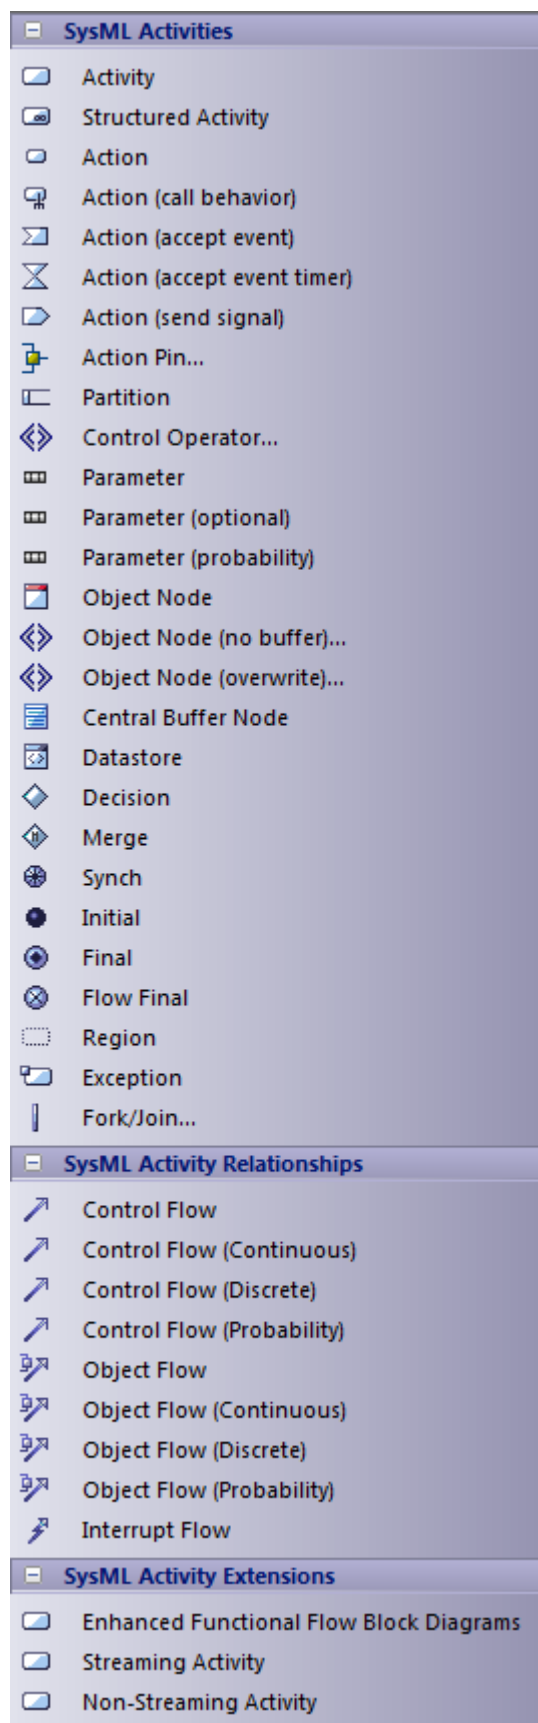 SysML Activities
Activity
Structured Activity
Action
Action (call behavior)
Action (accept event)
Action (accept event timer)
Action (send signal)
Action Pin...
Partition
Control Operator...
Parameter
Parameter (optional)
Parameter (probability)
Object Node
Object Node (no buffer)...
Object Node (overwrite)...
Central Buffer Node
Datastore
Decision
Merge
Synch
Initial
Final
Flow Final
Region
Exception
Fork/Join...
SysML Activity Relationships
Control Flow
Control Flow (Continuous)
Control Flow (Discrete)
Control Flow (Probability)
Object Flow
Object Flow (Continuous)
Object Flow (Discrete)
Object Flow (Probability)
Interrupt Flow
SysML Activity Extensions
Enhanced Functional Flow Block Diagrams
Streaming Activity
Non-Streaming Activity